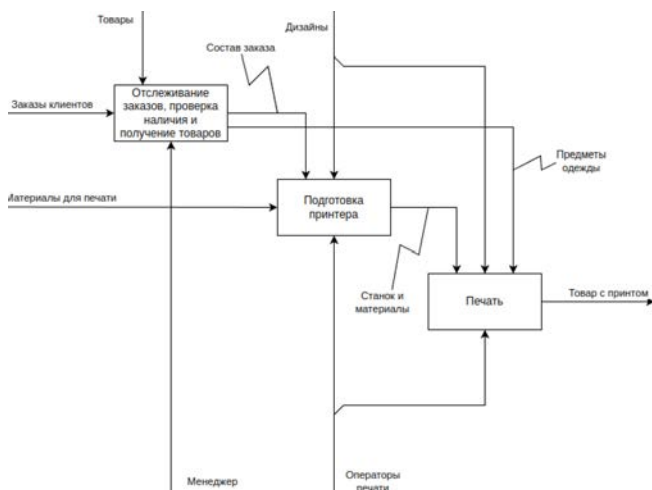 Товары
Дизайны
Состав заказа
Заказы клиентов
Отслеживание
заказов, проверка
наличия и
получение товаров
Предметы
одежды
Материалы для печати
Подготовка
принтера
Станок и
материалы
Печать
Товар с принтом
Менеджер
Операторы
печати